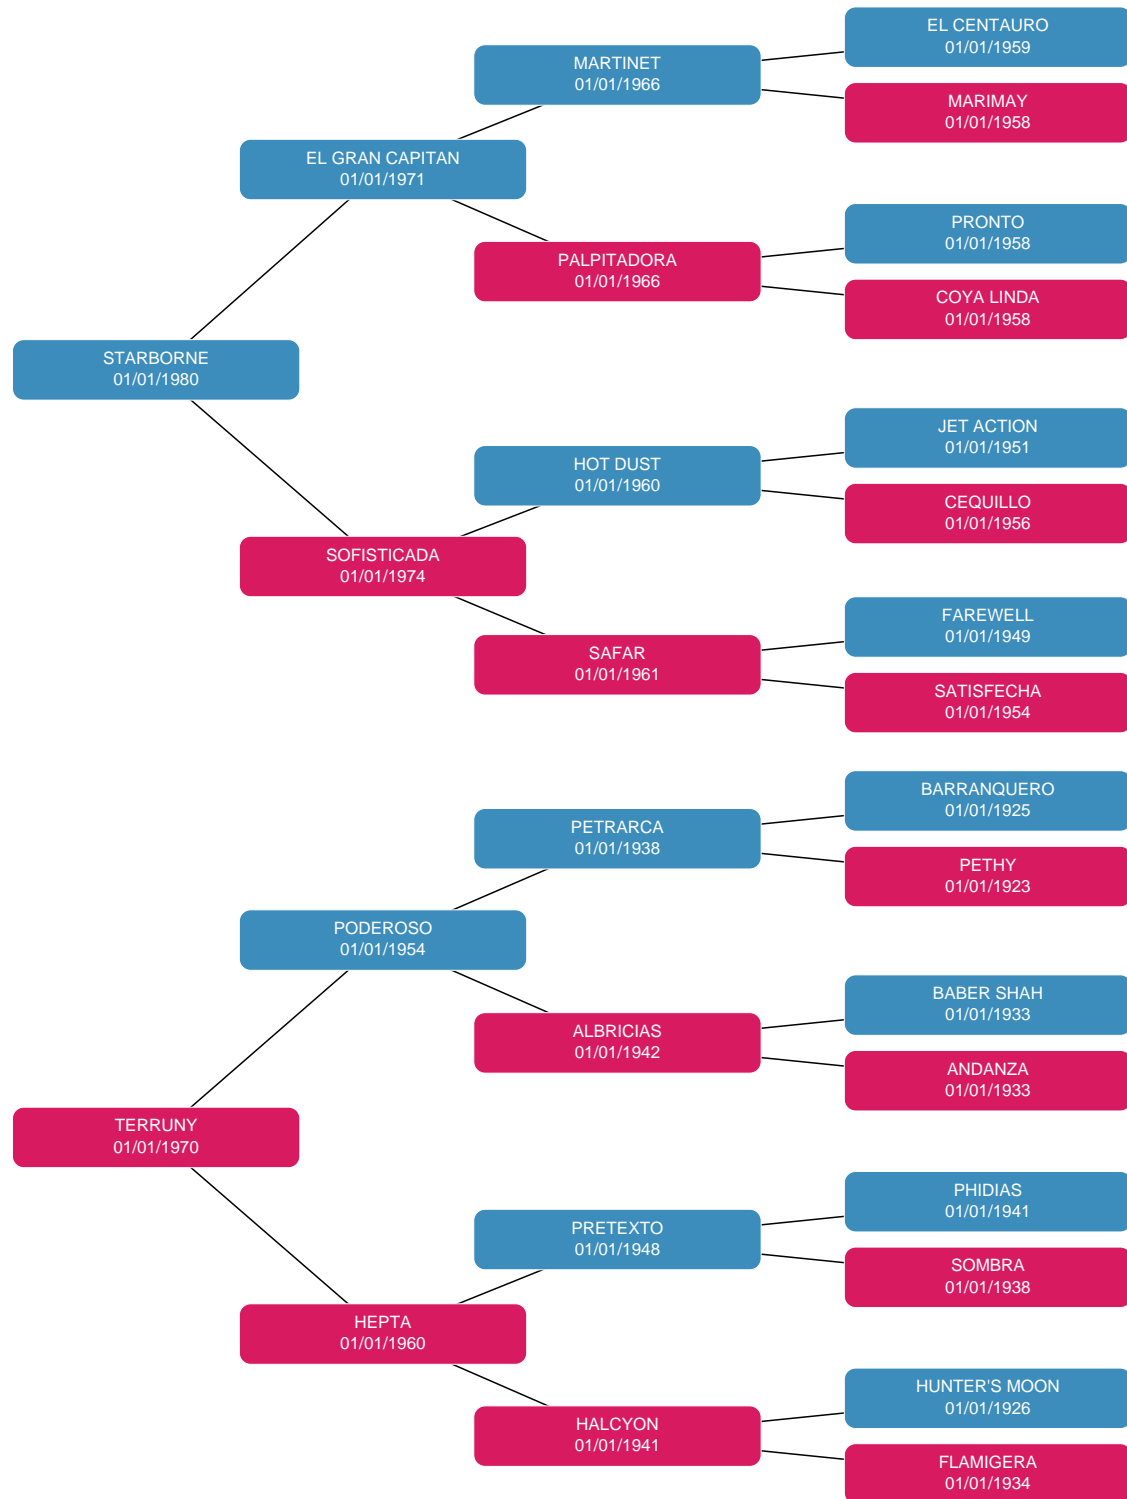 EL CENTAURO
01/01/1959
MARTINET
01/01/1966
MARIMAY
01/01/1958
EL GRAN CAPITAN
01/01/1971
PRONTO
01/01/1958
PALPITADORA
01/01/1966
COYA LINDA
01/01/1958
STARBORNE
01/01/1980
JET ACTION
01/01/1951
HOT DUST
01/01/1960
CEQUILLO
01/01/1956
SOFISTICADA
01/01/1974
FAREWELL
01/01/1949
SAFAR
01/01/1961
SATISFECHA
01/01/1954
BARRANQUERO
01/01/1925
PETRARCA
01/01/1938
PETHY
01/01/1923
PODEROSO
01/01/1954
BABER SHAH
01/01/1933
ALBRICIAS
01/01/1942
ANDANZA
01/01/1933
TERRUNY
01/01/1970
PHIDIAS
01/01/1941
PRETEXTO
01/01/1948
SOMBRA
01/01/1938
HEPTA
01/01/1960
HUNTER'S MOON
01/01/1926
HALCYON
01/01/1941
FLAMIGERA
01/01/1934